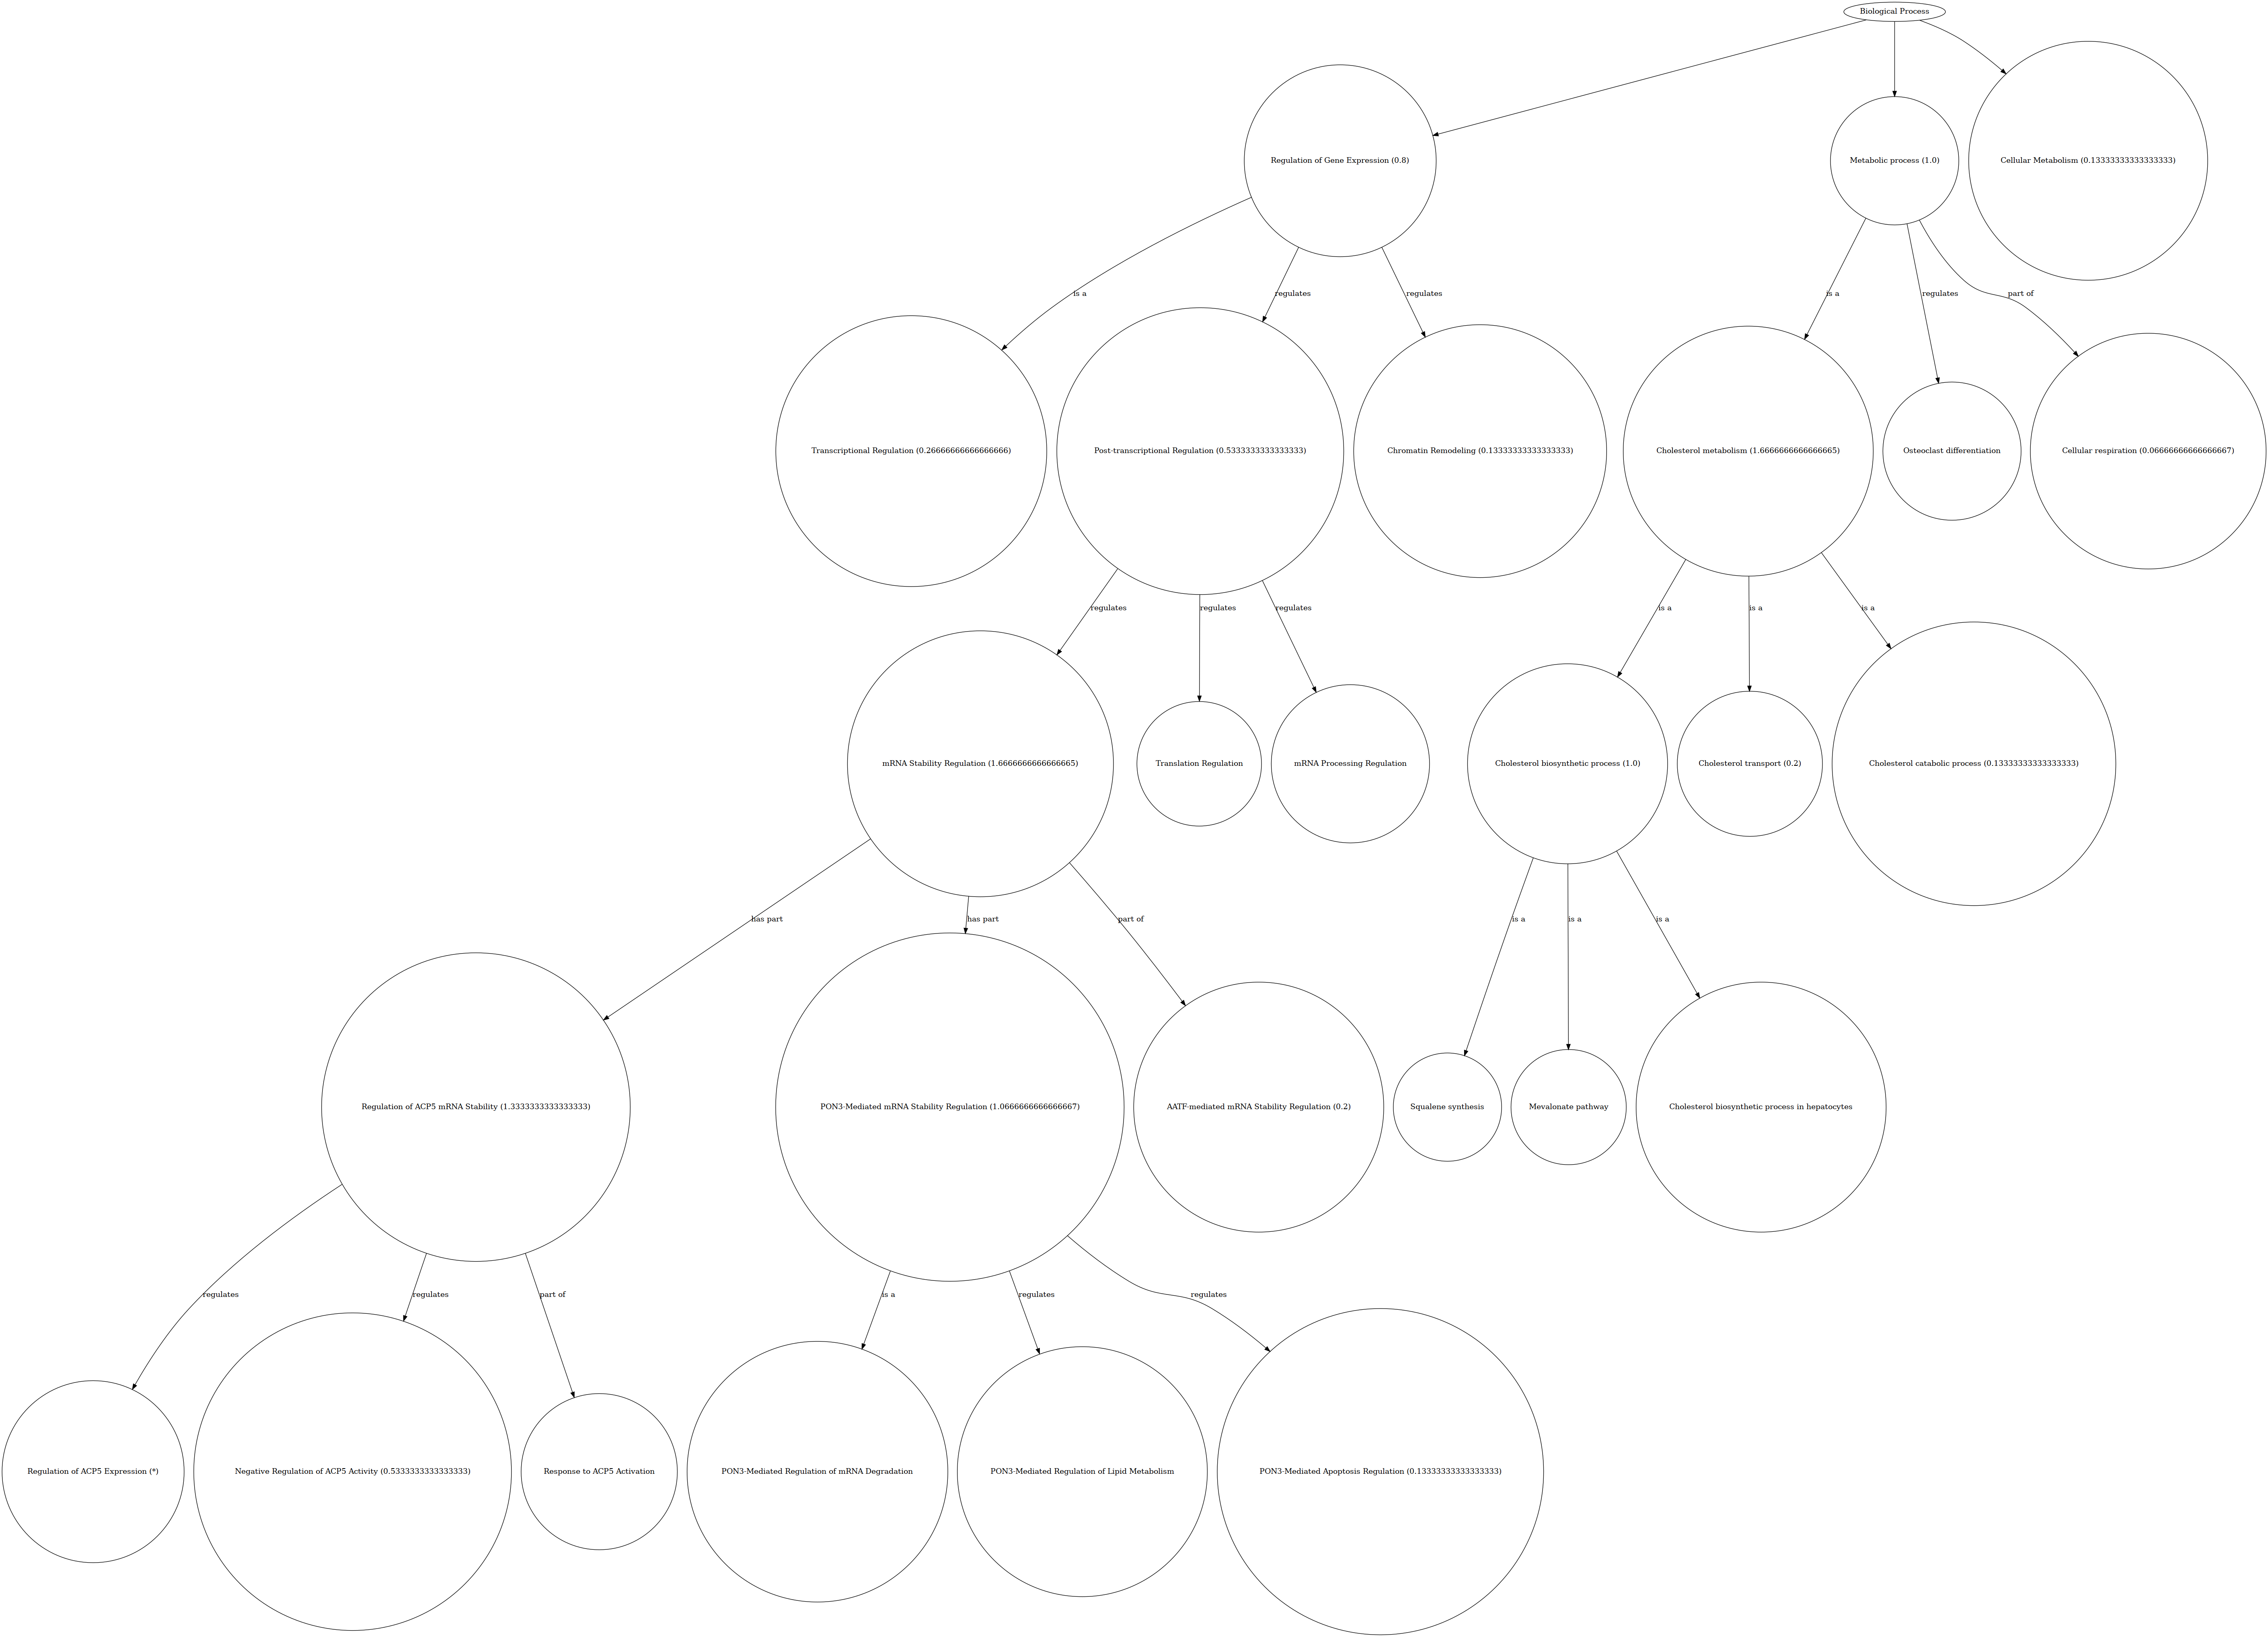 Biological Process
Regulation of Gene Expression (0.8)
Metabolic process (1.0)
Cellular Metabolism (0.13333333333333333)
is a
regulates
regulates
is a
regulates
part of
Transcriptional Regulation (0.26666666666666666)
Post-transcriptional Regulation (0.5333333333333333)
Chromatin Remodeling (0.13333333333333333)
Cholesterol metabolism (1.6666666666666665)
Osteoclast differentiation
Cellular respiration (0.06666666666666667)
regulates
regulates
regulates
is a
is a
is a
mRNA Stability Regulation (1.6666666666666665)
Translation Regulation
mRNA Processing Regulation
Cholesterol biosynthetic process (1.0)
Cholesterol transport (0.2)
Cholesterol catabolic process (0.13333333333333333)
has part
has part
part of
is a
is a
is a
Regulation of ACP5 mRNA Stability (1.3333333333333333)
PON3-Mediated mRNA Stability Regulation (1.0666666666666667)
AATF-mediated mRNA Stability Regulation (0.2)
Squalene synthesis
Mevalonate pathway
Cholesterol biosynthetic process in hepatocytes
regulates
regulates
part of
is a
regulates
regulates
Regulation of ACP5 Expression (*)
Negative Regulation of ACP5 Activity (0.5333333333333333)
Response to ACP5 Activation
PON3-Mediated Regulation of mRNA Degradation
PON3-Mediated Regulation of Lipid Metabolism
PON3-Mediated Apoptosis Regulation (0.13333333333333333)